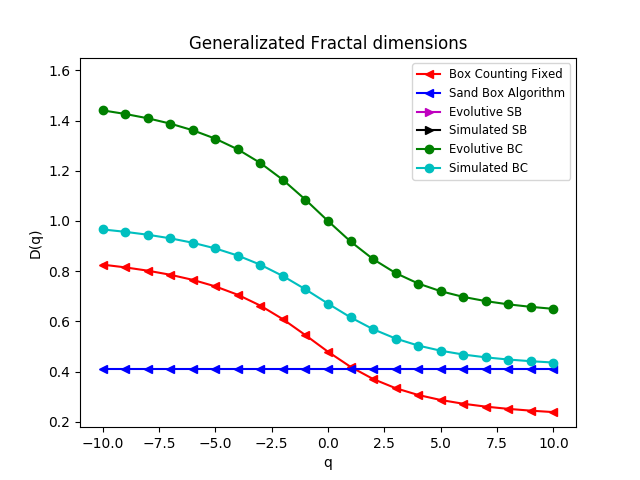 Generalizated Fractal dimensions
1.6
1.4
1.2
1.0
0.8
0.6
0.4
0.2
D(q)
Box Counting Fixed
Sand Box Algorithm
Evolutive SB
Simulated SB
Evolutive BC
Simulated BC
−10.0 −7.5 −5.0 −2.5 0.0 2.5 5.0 7.5 10.0
q